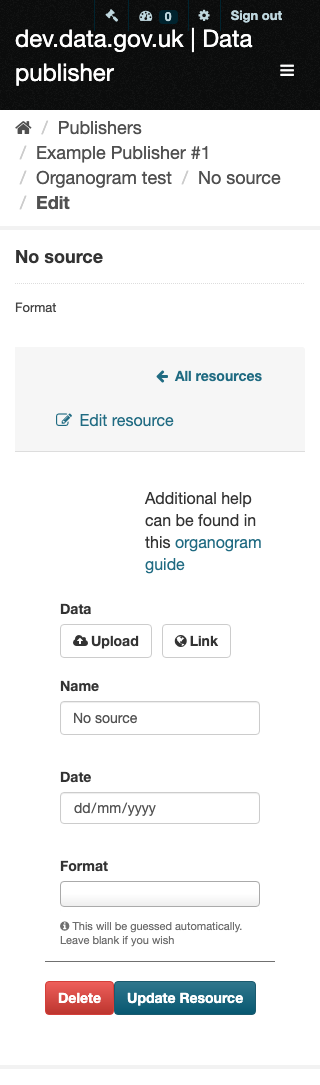 0 Sign out
dev.data.gov.uk | Data
publisher
/ Publishers
/ Example Publisher #1
/ Organogram test / No source
/ Edit
No source
Format
All resources
Edit resource
Additional help
can be found in
this organogram
guide
Data
Upload Link
Name
No source
Date
dd/mm/yyyy
Format
This will be guessed automatically.
Leave blank if you wish
Delete Update Resource